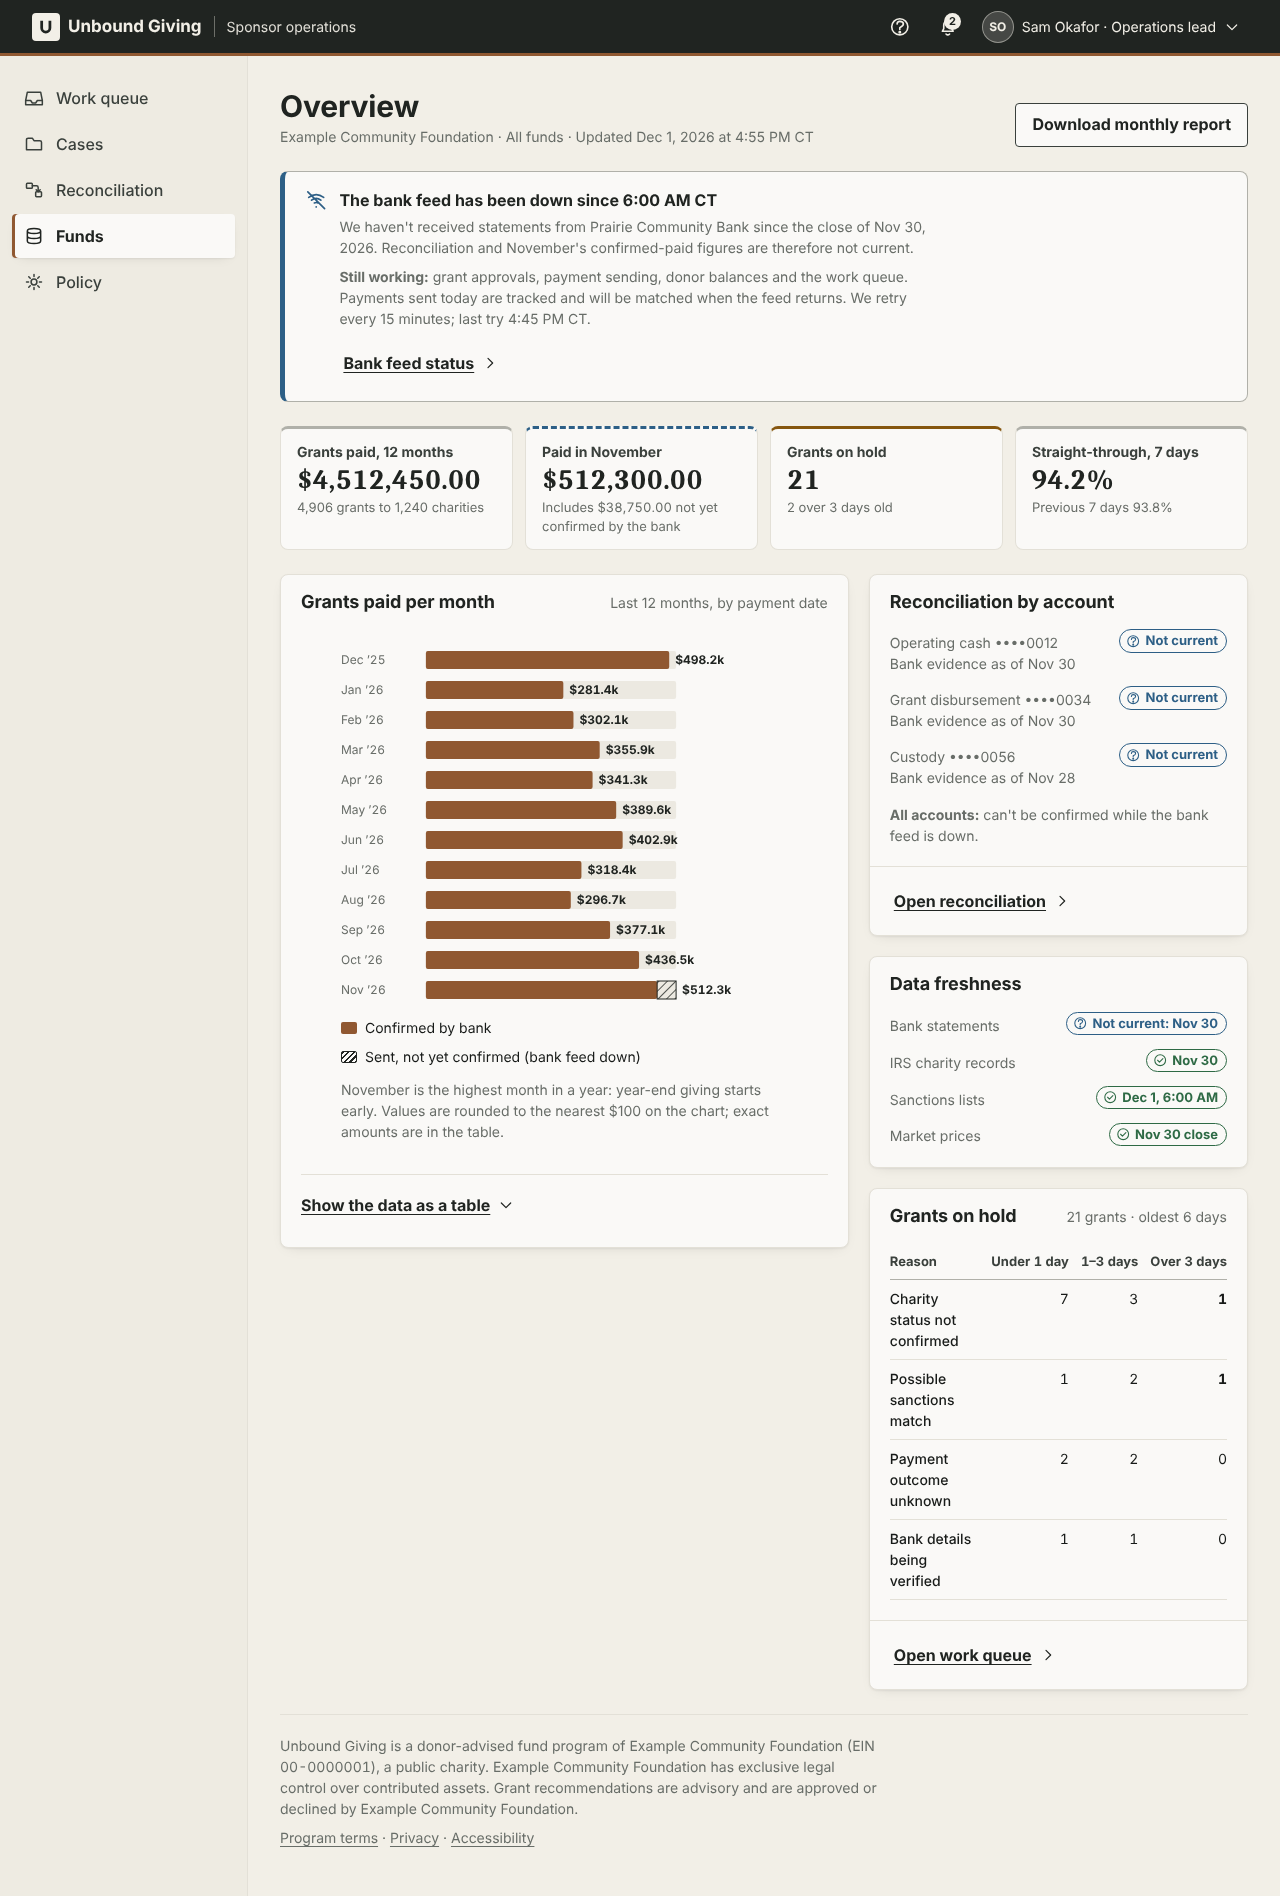 U Unbound Giving Sponsor operations
2
SO Sam Okafor · Operations lead
Work queue
Cases
Reconciliation
Funds
Policy
Overview
Example Community Foundation · All funds · Updated Dec 1, 2026 at 4:55 PM CT
Download monthly report
The bank feed has been down since 6:00 AM CT
We haven't received statements from Prairie Community Bank since the close of Nov 30,
2026. Reconciliation and November's confirmed-paid figures are therefore not current.
Still working: grant approvals, payment sending, donor balances and the work queue.
Payments sent today are tracked and will be matched when the feed returns. We retry
every 15 minutes; last try 4:45 PM CT.
Bank feed status
Grants paid, 12 months
$4,512,450.00
4,906 grants to 1,240 charities
Paid in November
$512,300.00
Includes $38,750.00 not yet
confirmed by the bank
Grants on hold
21
2 over 3 days old
Straight-through, 7 days
94.2%
Previous 7 days 93.8%
Grants paid per month
Last 12 months, by payment date
Dec ’25 $498.2k
Jan ’26 $281.4k
Feb ’26 $302.1k
Mar ’26 $355.9k
Apr ’26 $341.3k
May ’26 $389.6k
Jun ’26 $402.9k
Jul ’26 $318.4k
Aug ’26 $296.7k
Sep ’26 $377.1k
Oct ’26 $436.5k
Nov ’26 $512.3k
Confirmed by bank
Sent, not yet confirmed (bank feed down)
November is the highest month in a year: year-end giving starts
early. Values are rounded to the nearest $100 on the chart; exact
amounts are in the table.
Show the data as a table
Reconciliation by account
Operating cash ••••0012 Not current
Bank evidence as of Nov 30
Grant disbursement ••••0034 Not current
Bank evidence as of Nov 30
Custody ••••0056 Not current
Bank evidence as of Nov 28
All accounts: can't be confirmed while the bank
feed is down.
Open reconciliation
Data freshness
Bank statements Not current: Nov 30
IRS charity records Nov 30
Sanctions lists Dec 1, 6:00 AM
Market prices Nov 30 close
Grants on hold 21 grants · oldest 6 days
Reason Under 1 day 1–3 days Over 3 days
Charity 7 3 1
status not
confirmed
Possible 1 2 1
sanctions
match
Payment 2 2 0
outcome
unknown
Bank details 1 1 0
being
verified
Open work queue
Unbound Giving is a donor-advised fund program of Example Community Foundation (EIN
00-0000001), a public charity. Example Community Foundation has exclusive legal
control over contributed assets. Grant recommendations are advisory and are approved or
declined by Example Community Foundation.
Program terms · Privacy · Accessibility